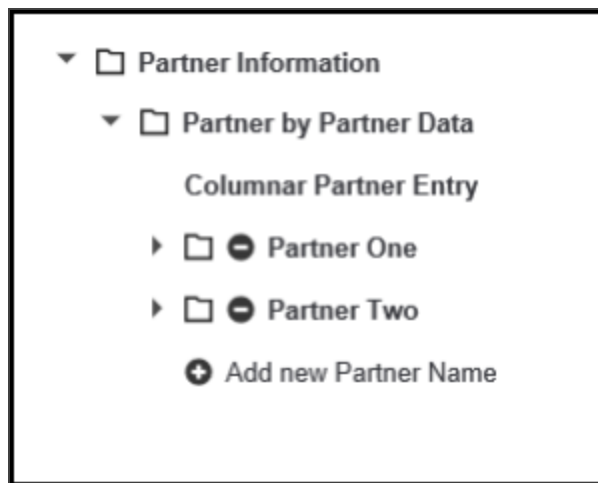 Partner Information
Partner by Partner Data
Columnar Partner Entry
Partner One
Partner Two
Add new Partner Name